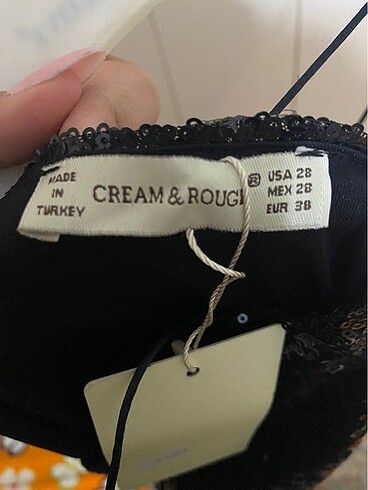 MADE
IN
TURKEY
CREAM & ROUGE®
USA 28
MEX 28
EUR 38